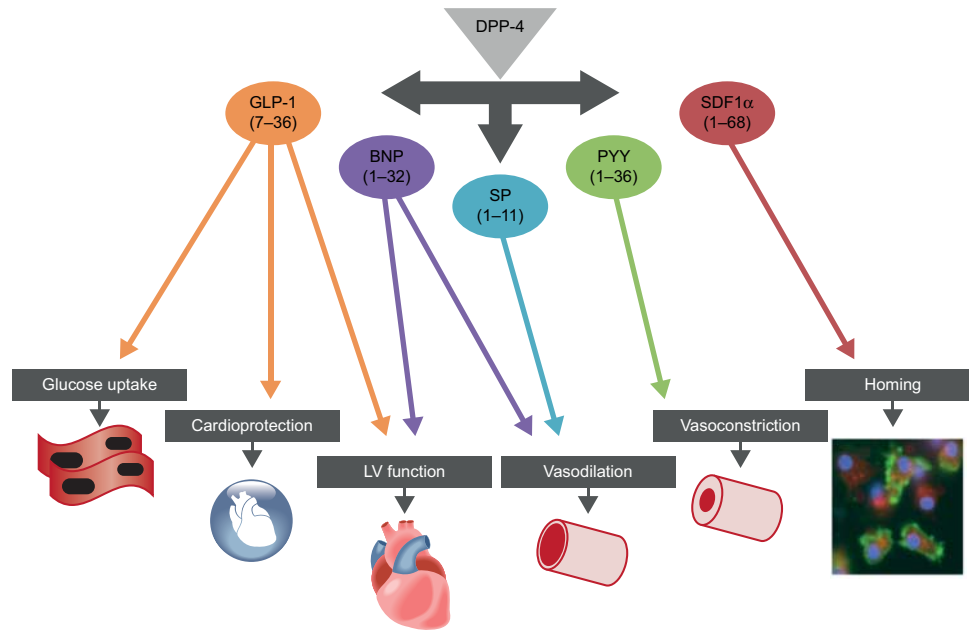 DPP-4
GLP-1
(7–36)
SDF1α
(1–68)
BNP
(1–32)
PYY
(1–36)
SP
(1–11)
Glucose uptake
Homing
Cardioprotection
Vasoconstriction
LV function
Vasodilation